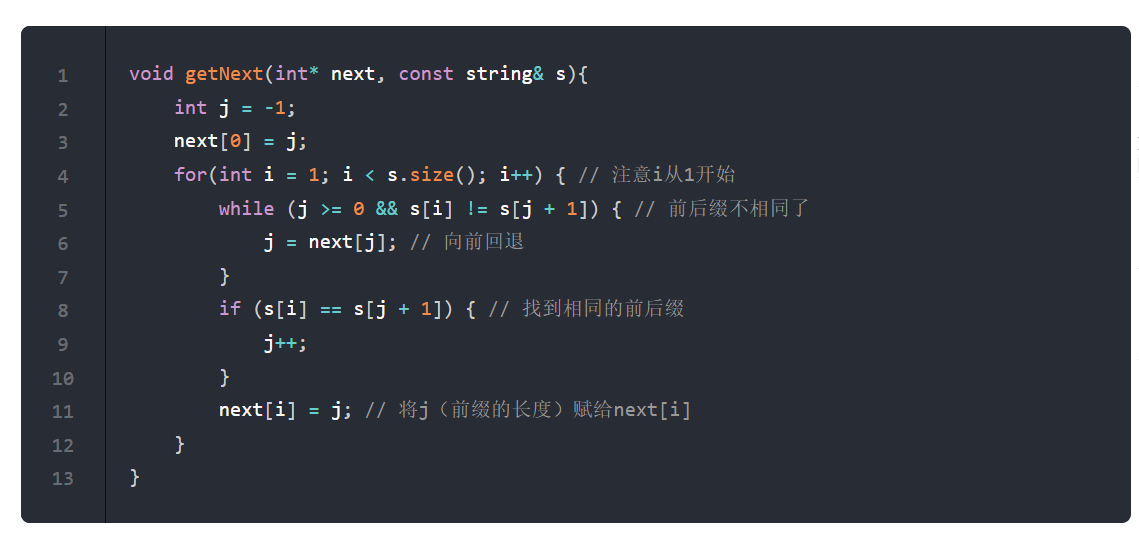 1 void getNext(int* next, const string& s){
2 int j = -1;
3 next[0] = j;
4 for(int i = 1; i < s.size(); i++) { // 注意i从1开始
5 while (j >= 0 && s[i] != s[j + 1]) { // 前后缀不相同了
6 j = next[j]; // 向前回退
7 }
8 if (s[i] == s[j + 1]) { // 找到相同的前后缀
9 j++;
10 }
11 next[i] = j; // 将j（前缀的长度）赋给next[i]
12 }
13 }